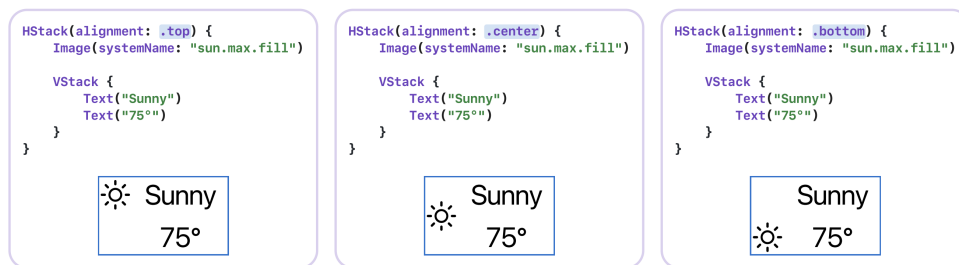 HStack(alignment: .top) {
    Image(systemName: "sun.max.fill")
    VStack {
        Text("Sunny")
        Text("75°")
    }
}
Sunny
75°
HStack(alignment: .center) {
    Image(systemName: "sun.max.fill")
    VStack {
        Text("Sunny")
        Text("75°")
    }
}
Sunny
75°
HStack(alignment: .bottom) {
    Image(systemName: "sun.max.fill")
    VStack {
        Text("Sunny")
        Text("75°")
    }
}
Sunny
75°